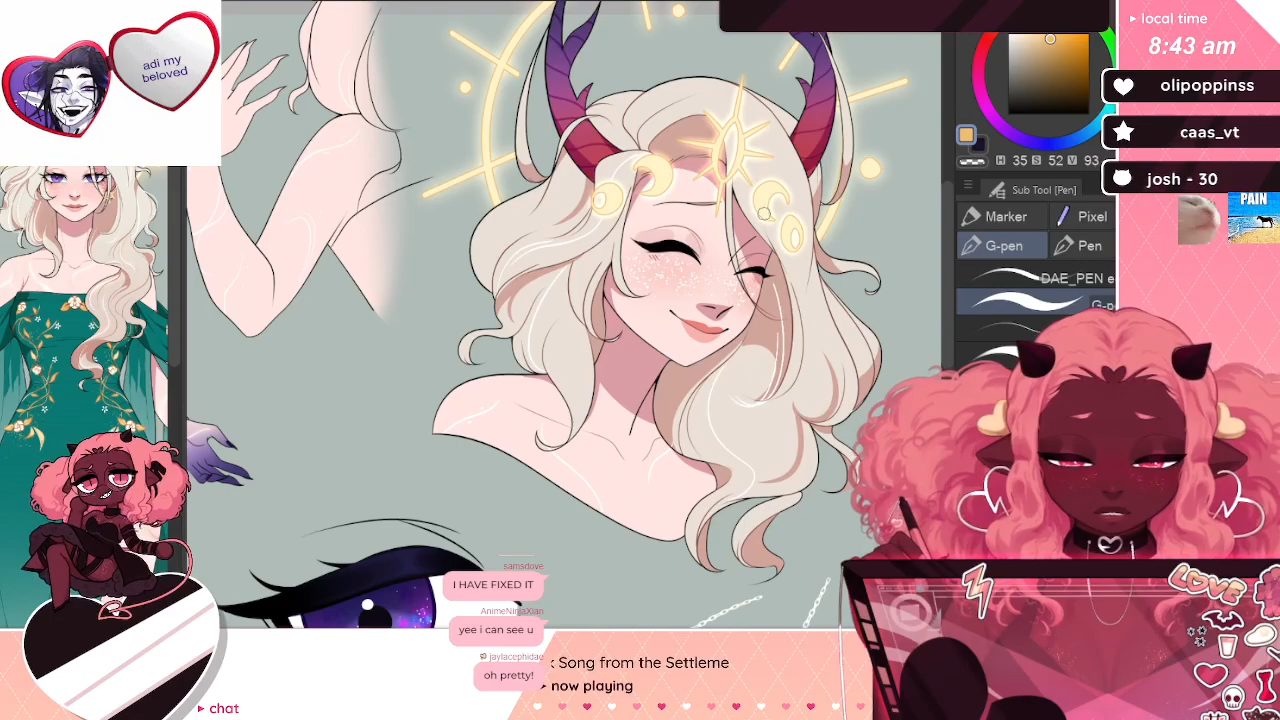 adi my
beloved
local time
8:43 am
olipoppinss
caas_vt
josh - 30
PAIN
H 35 S 52 V 93
Sub Tool [Pen]
Marker
Pixel
G-pen
Pen
DAE_PEN e
G-p
samsdove
I HAVE FIXED IT
AnimeNinjaXian
yee i can see u
jaylacephidae
oh pretty!
k Song from the Settleme
now playing
chat
LOVE